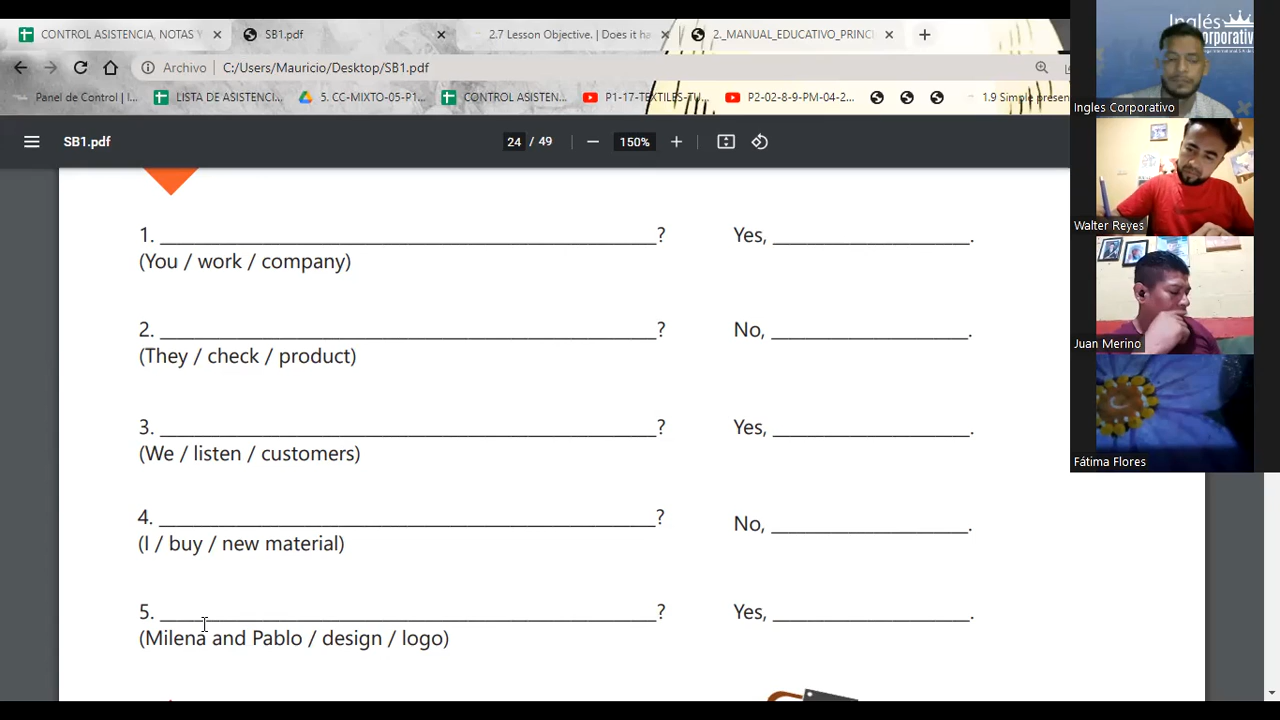 CONTROL ASISTENCIA, NOTAS Y
SB1.pdf
2.7 Lesson Objective. | Does it ha
2._MANUAL_EDUCATIVO_PRINCI
Archivo
C:/Users/Mauricio/Desktop/SB1.pdf
Panel de Control | I...
LISTA DE ASISTENCI...
5. CC-MIXTO-05-P1...
CONTROL ASISTEN...
P1-17-TEXTILES-TU...
P2-02-8-9-PM-04-2...
1.9 Simple presen
SB1.pdf
24 / 49
150%
1. ?
Yes, .
(You / work / company)
2. ?
No, .
(They / check / product)
3. ?
Yes, .
(We / listen / customers)
4. ?
No, .
(I / buy / new material)
5. ?
Yes, .
(Milena and Pablo / design / logo)
Inglés
Corporativ
Ingles Corporativo
Walter Reyes
Juan Merino
Fátima Flores